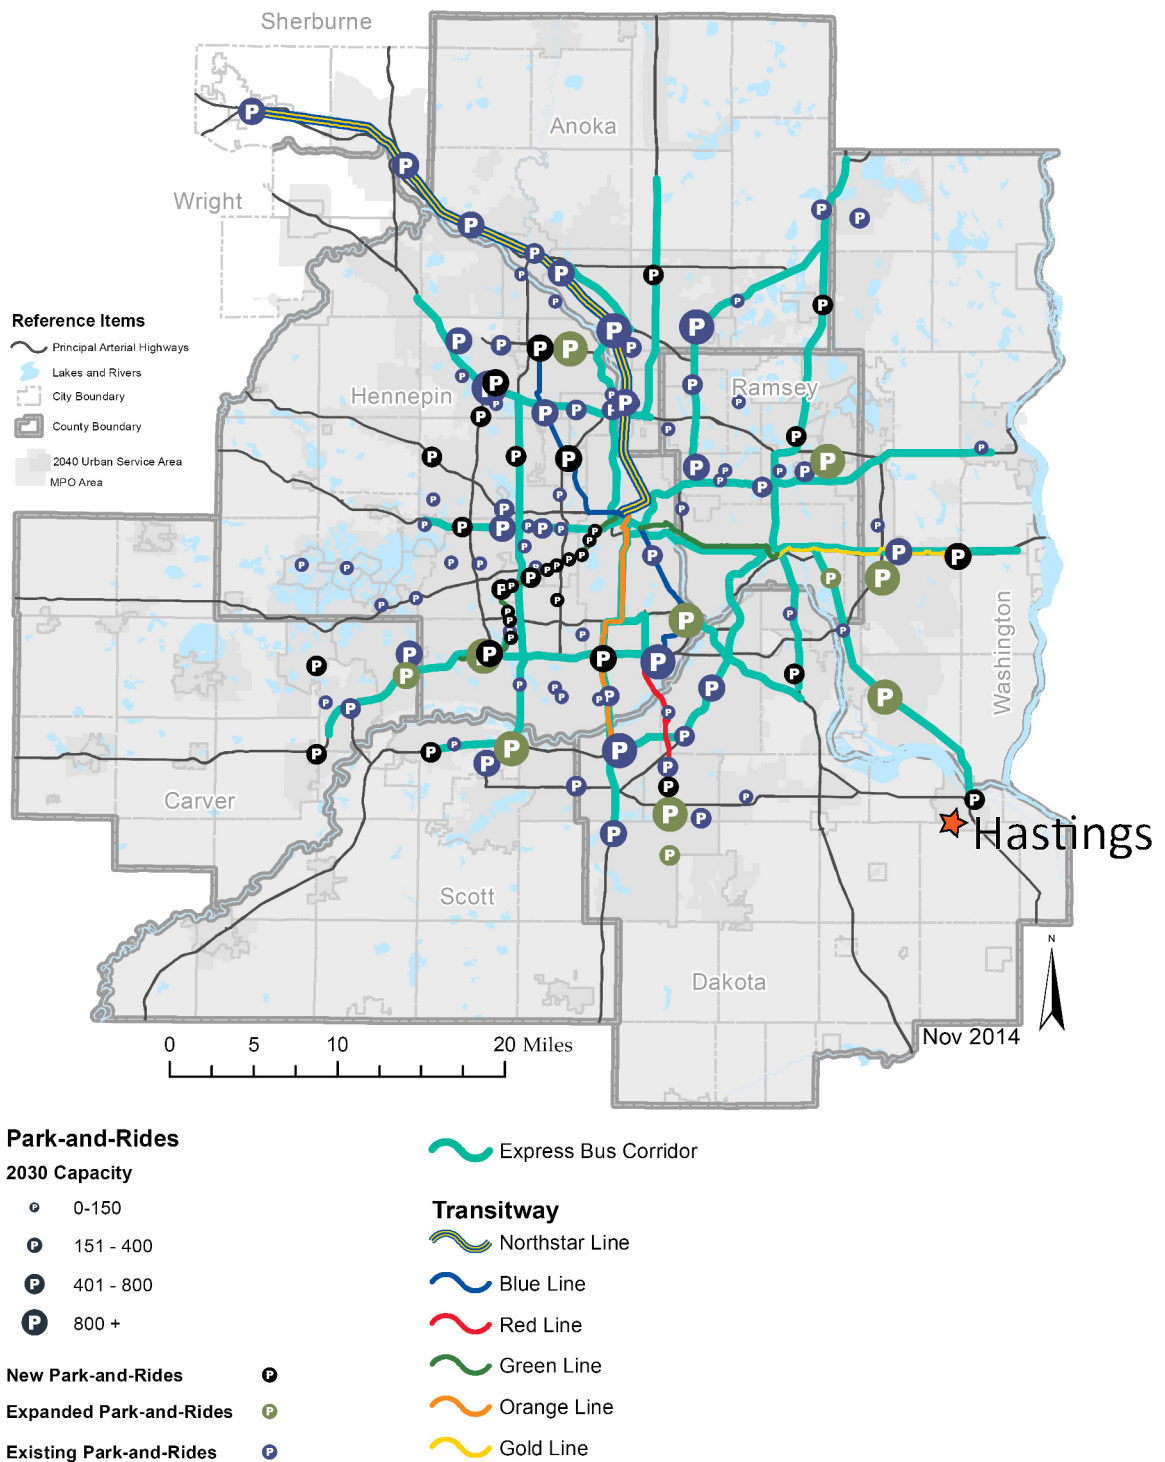 Sherburne
Anoka
Wright
Reference Items
Principal Arterial Highways
Lakes and Rivers
City Boundary
County Boundary
2040 Urban Service Area
MPO Area
Hennepin
Ramsey
Washington
Carver
Hastings
Scott
Dakota
N
Nov 2014
0 5 10 20 Miles
Park-and-Rides
2030 Capacity
P 0-150
P 151 - 400
P 401 - 800
P 800 +
New Park-and-Rides P
Expanded Park-and-Rides P
Existing Park-and-Rides P
Express Bus Corridor
Transitway
Northstar Line
Blue Line
Red Line
Green Line
Orange Line
Gold Line